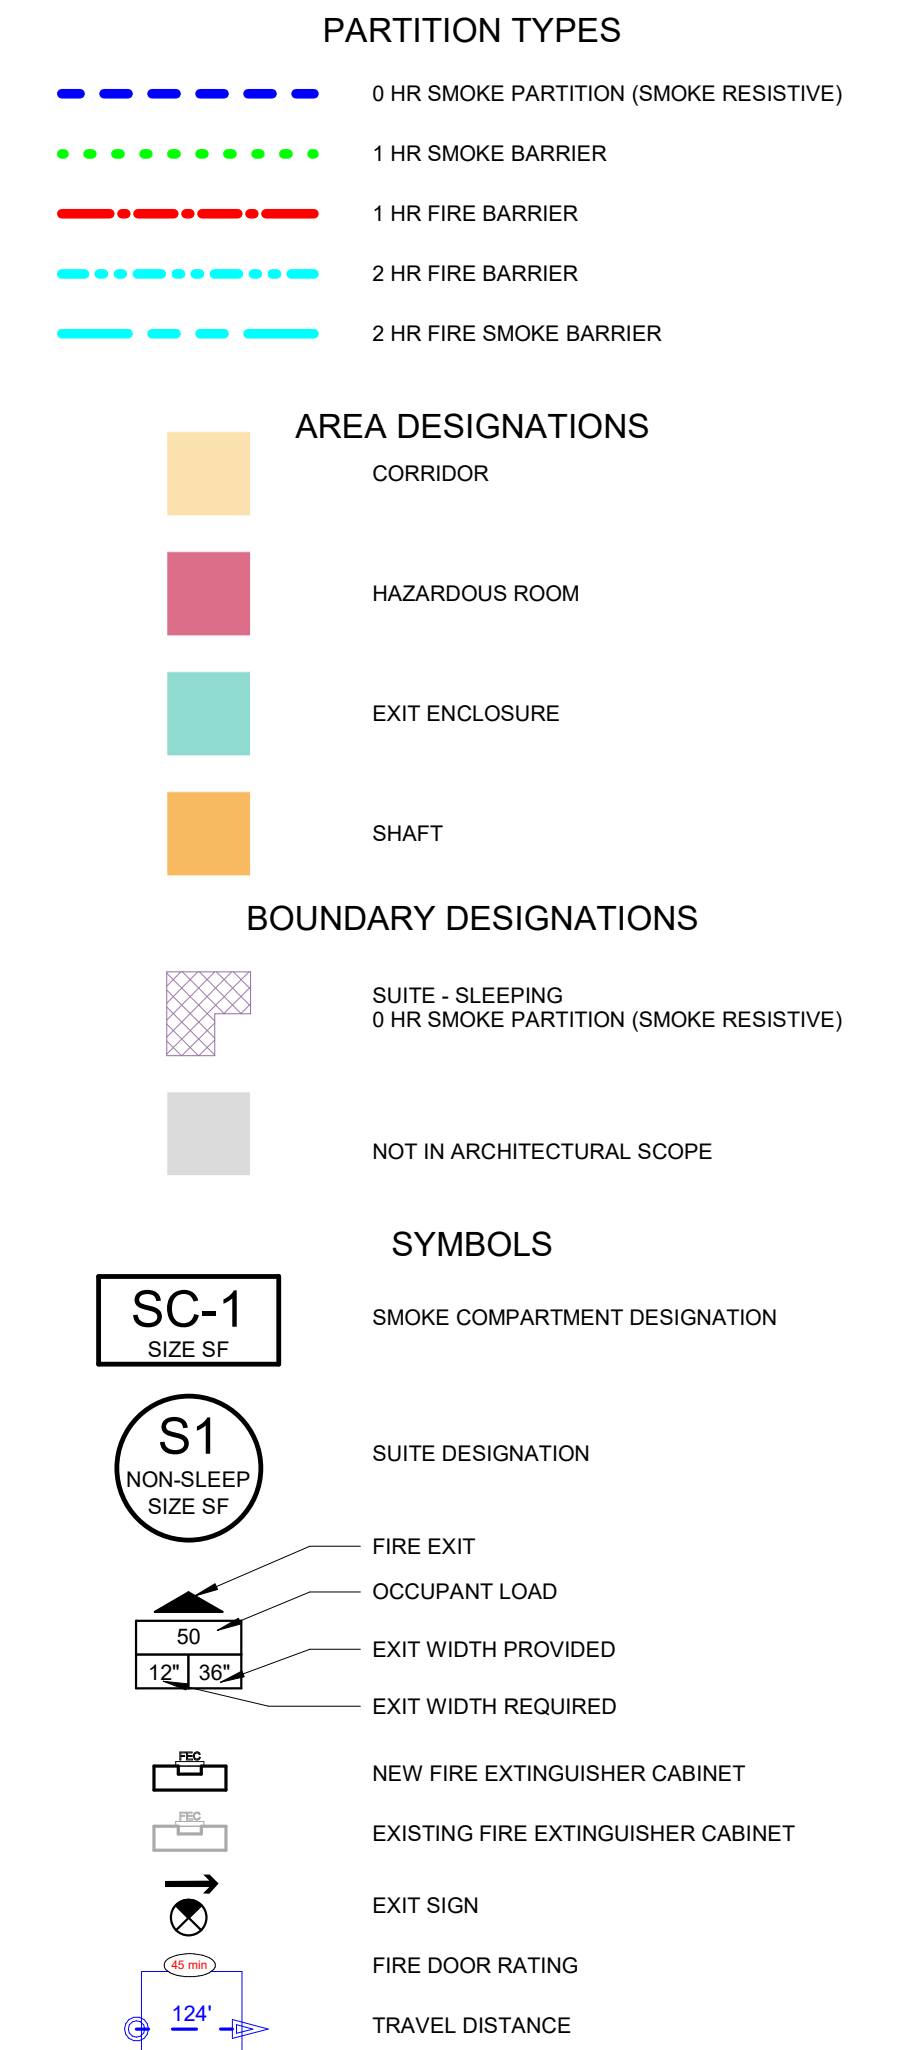 PARTITION TYPES
0 HR SMOKE PARTITION (SMOKE RESISTIVE)
1 HR SMOKE BARRIER
1 HR FIRE BARRIER
2 HR FIRE BARRIER
2 HR FIRE SMOKE BARRIER
AREA DESIGNATIONS
CORRIDOR
HAZARDOUS ROOM
EXIT ENCLOSURE
SHAFT
BOUNDARY DESIGNATIONS
SUITE - SLEEPING
0 HR SMOKE PARTITION (SMOKE RESISTIVE)
NOT IN ARCHITECTURAL SCOPE
SYMBOLS
SC-1
SIZE SF
SMOKE COMPARTMENT DESIGNATION
S1
NON-SLEEP
SIZE SF
SUITE DESIGNATION
FIRE EXIT
OCCUPANT LOAD
50
EXIT WIDTH PROVIDED
12" 36"
EXIT WIDTH REQUIRED
FEC
NEW FIRE EXTINGUISHER CABINET
FEC
EXISTING FIRE EXTINGUISHER CABINET
EXIT SIGN
45 min
FIRE DOOR RATING
124'
TRAVEL DISTANCE